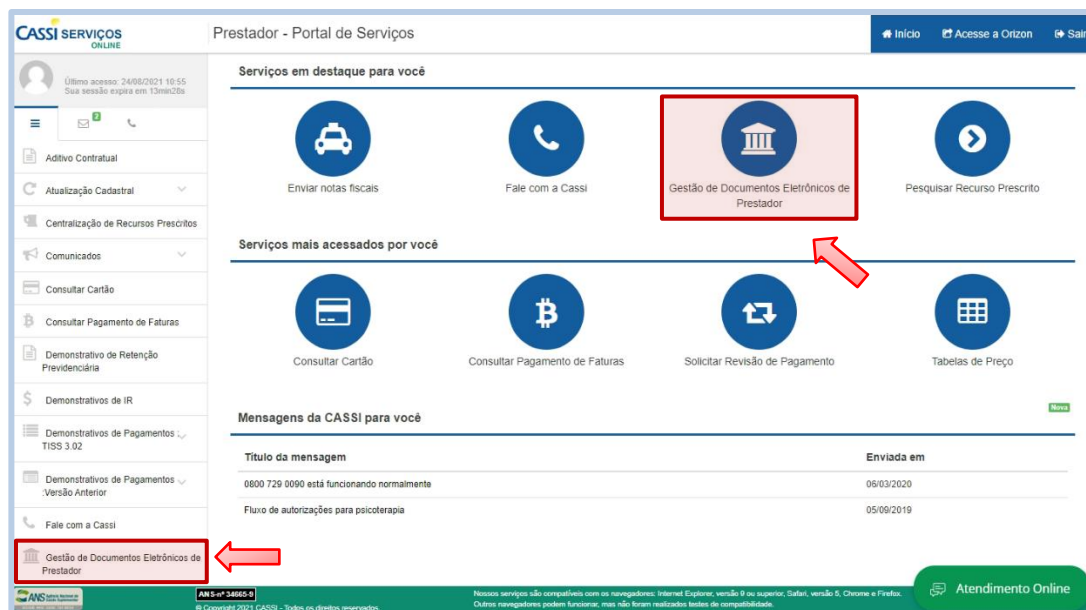 CASSI SERVIÇOS
ONLINE
Prestador - Portal de Serviços
Início
Acesse a Orizon
Sair
Último acesso: 24/08/2021 10:55
Sua sessão expira em 13min28s
2
Aditivo Contratual
Atualização Cadastral
Centralização de Recursos Prescritos
Comunicados
Consultar Cartão
Consultar Pagamento de Faturas
Demonstrativo de Retenção
Previdenciária
Demonstrativos de IR
Demonstrativos de Pagamentos :
TISS 3.02
Demonstrativos de Pagamentos
:Versão Anterior
Fale com a Cassi
Gestão de Documentos Eletrônicos de
Prestador
Serviços em destaque para você
Enviar notas fiscais
Fale com a Cassi
Gestão de Documentos Eletrônicos de
Prestador
Pesquisar Recurso Prescrito
Serviços mais acessados por você
Consultar Cartão
Consultar Pagamento de Faturas
Solicitar Revisão de Pagamento
Tabelas de Preço
Mensagens da CASSI para você
Nova
Título da mensagem
Enviada em
0800 729 0090 está funcionando normalmente
06/03/2020
Fluxo de autorizações para psicoterapia
05/09/2019
ANS
ANS-nº 34665-9
© Copyright 2021 CASSI - Todos os direitos reservados
Nossos serviços são compatíveis com os navegadores: Internet Explorer, versão 9 ou superior, Safari, versão 5, Chrome e Firefox.
Outros navegadores podem funcionar, mas não foram realizados testes de compatibilidade.
Atendimento Online